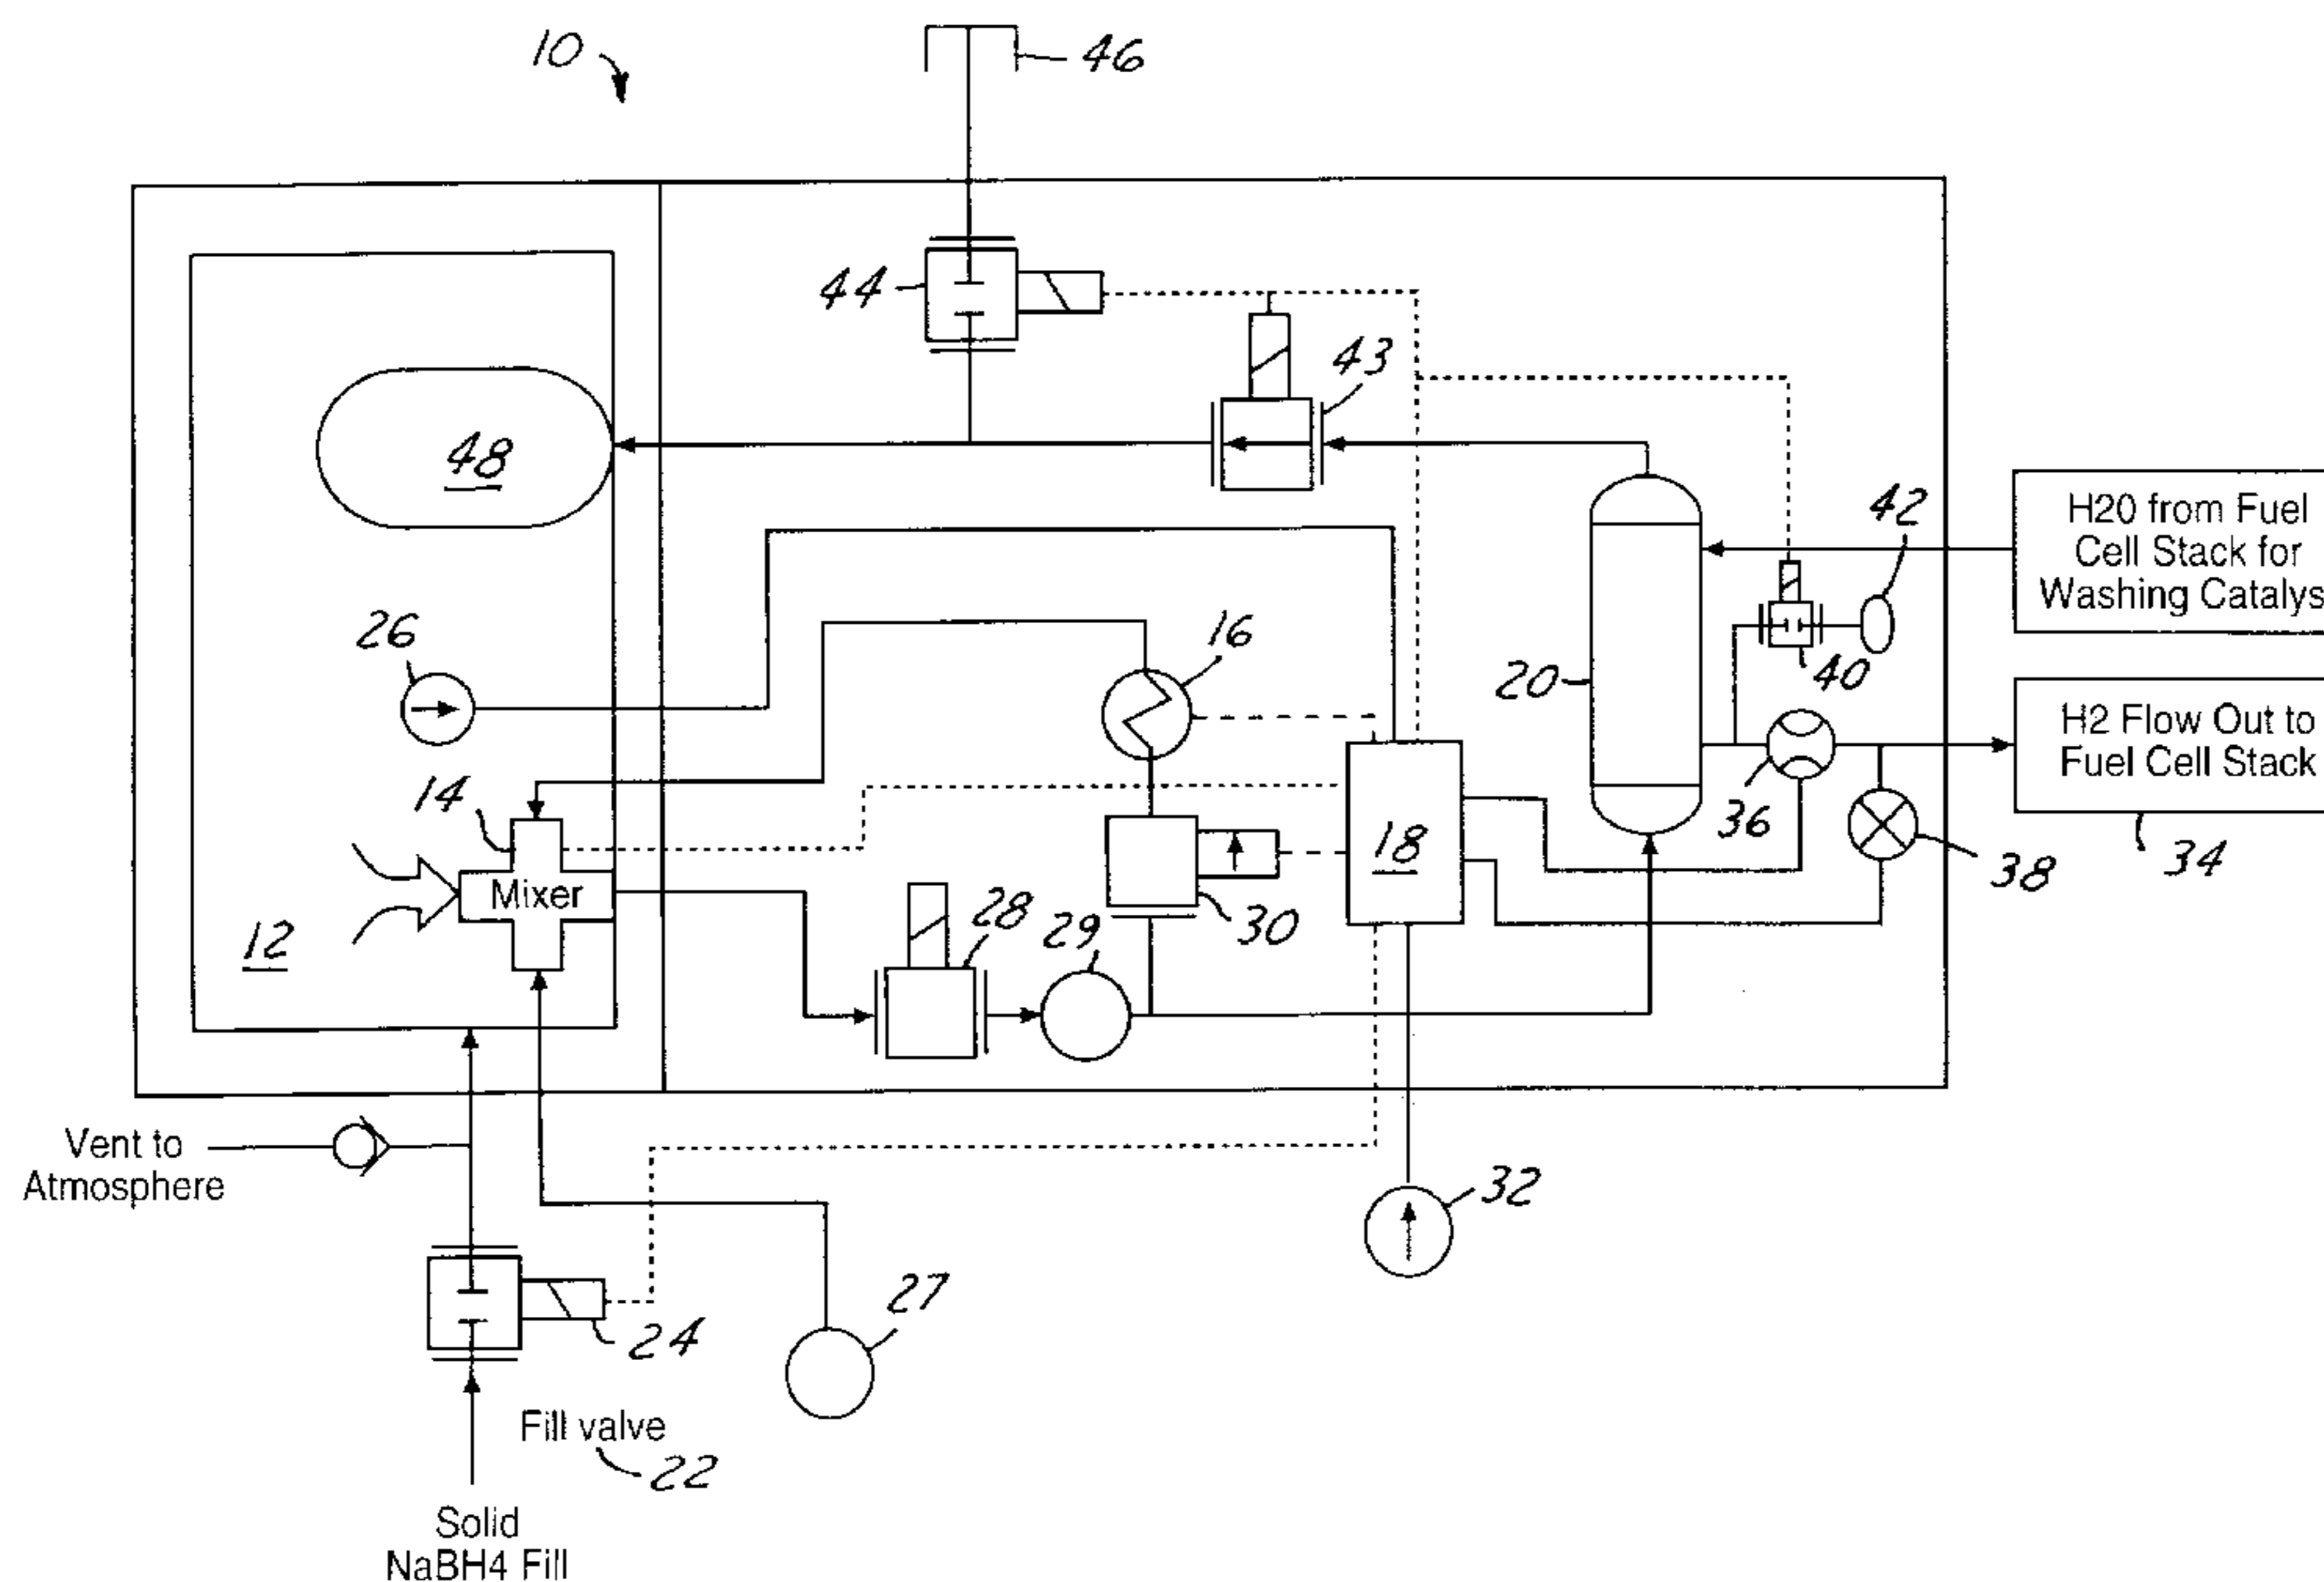 10
46
44
43
48
42
H20 from Fuel
Cell Stack for
Washing Catalys
26
16
20
40
14
36
H2 Flow Out to
Fuel Cell Stack
Mixer
18
38
34
12
28
29
30
Vent to
Atmosphere
32
27
24
Fill valve
22
Solid
NaBH4 Fill